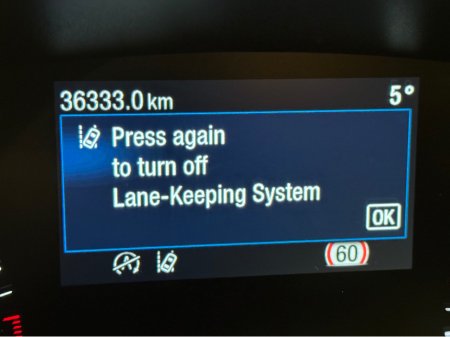 36333.0 km 5°
Press again
to turn off
Lane-Keeping System
OK
A 60